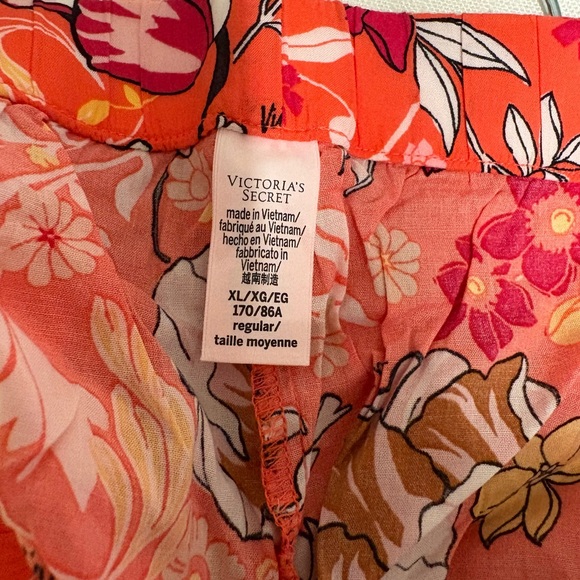 VICTORIA'S
SECRET
made in Vietnam/
fabriqué au Vietnam/
hecho en Vietnam/
fabbricato in
Vietnam/
越南制造
XL/XG/EG
170/86A
regular/
taille moyenne